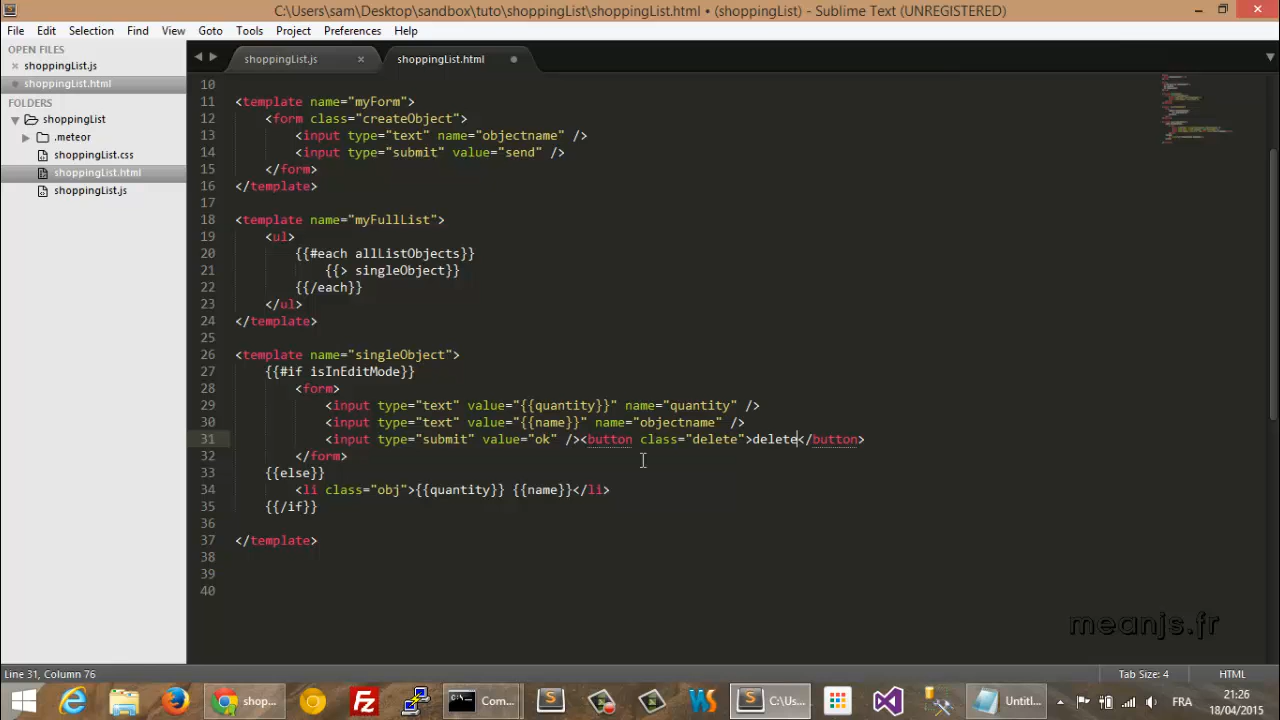 C:\Users\sam\Desktop\sandbox\tuto\shoppingList\shoppingList.html • (shoppingList) - Sublime Text (UNREGISTERED)
File Edit Selection Find View Goto Tools Project Preferences Help
OPEN FILES
shoppingList.js
shoppingList.html
FOLDERS
shoppingList
.meteor
shoppingList.css
shoppingList.html
shoppingList.js
shoppingList.js shoppingList.html
10
11 <template name="myForm">
12 <form class="createObject">
13 <input type="text" name="objectname" />
14 <input type="submit" value="send" />
15 </form>
16 </template>
17
18 <template name="myFullList">
19 <ul>
20 {{#each allListObjects}}
21 {{> singleObject}}
22 {{/each}}
23 </ul>
24 </template>
25
26 <template name="singleObject">
27 {{#if isInEditMode}}
28 <form>
29 <input type="text" value="{{quantity}}" name="quantity" />
30 <input type="text" value="{{name}}" name="objectname" />
31 <input type="submit" value="ok" /><button class="delete">delete</button>
32 </form>
33 {{else}}
34 <li class="obj">{{quantity}} {{name}}</li>
35 {{/if}}
36
37 </template>
38
39
40
meanjs.fr
Line 31, Column 76 Tab Size: 4 HTML
shop... Com... C:\Us... Untitl... FRA 21:26
18/04/2015